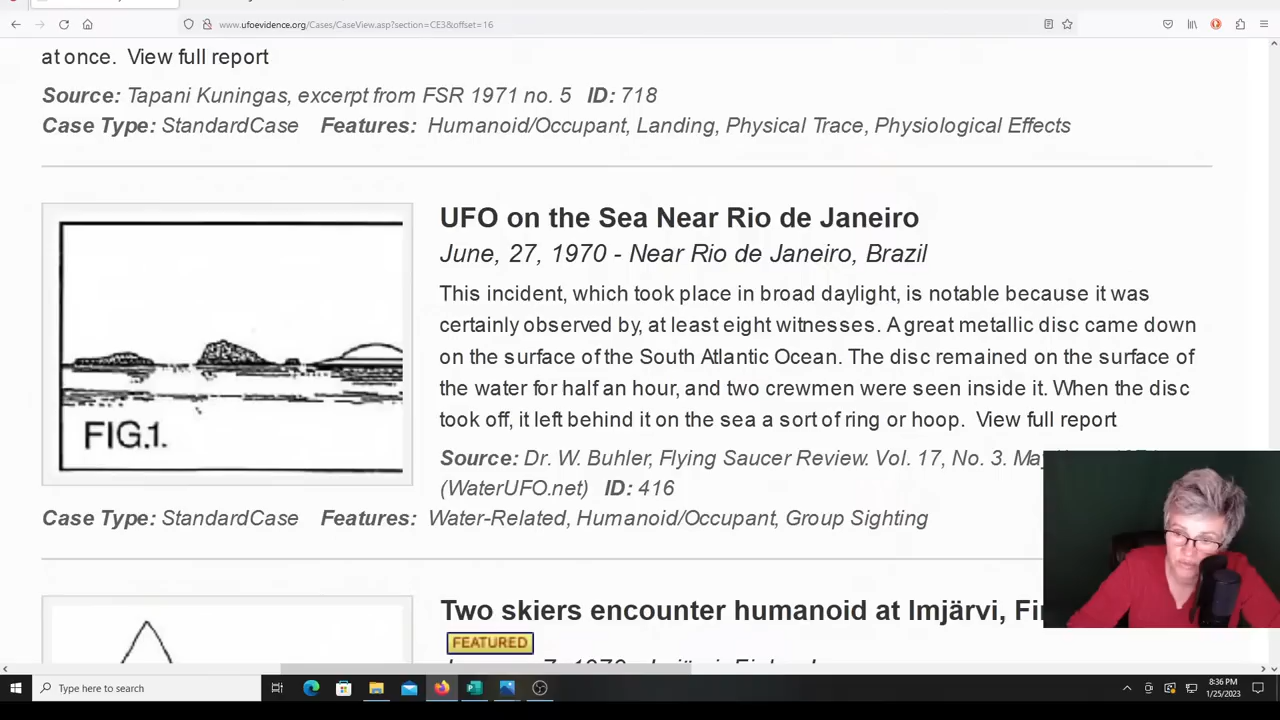 www.ufoevidence.org/Cases/CaseView.asp?section=CE3&offset=16
at once. View full report
Source: Tapani Kuningas, excerpt from FSR 1971 no. 5 ID: 718
Case Type: StandardCase Features: Humanoid/Occupant, Landing, Physical Trace, Physiological Effects
UFO on the Sea Near Rio de Janeiro
June, 27, 1970 - Near Rio de Janeiro, Brazil
This incident, which took place in broad daylight, is notable because it was
certainly observed by, at least eight witnesses. A great metallic disc came down
on the surface of the South Atlantic Ocean. The disc remained on the surface of
the water for half an hour, and two crewmen were seen inside it. When the disc
took off, it left behind it on the sea a sort of ring or hoop. View full report
FIG.1.
Source: Dr. W. Buhler, Flying Saucer Review. Vol. 17, No. 3.
(WaterUFO.net) ID: 416
Case Type: StandardCase Features: Water-Related, Humanoid/Occupant, Group Sighting
Two skiers encounter humanoid at Imjärvi,
FEATURED
Type here to search
8:36 PM
1/25/2023